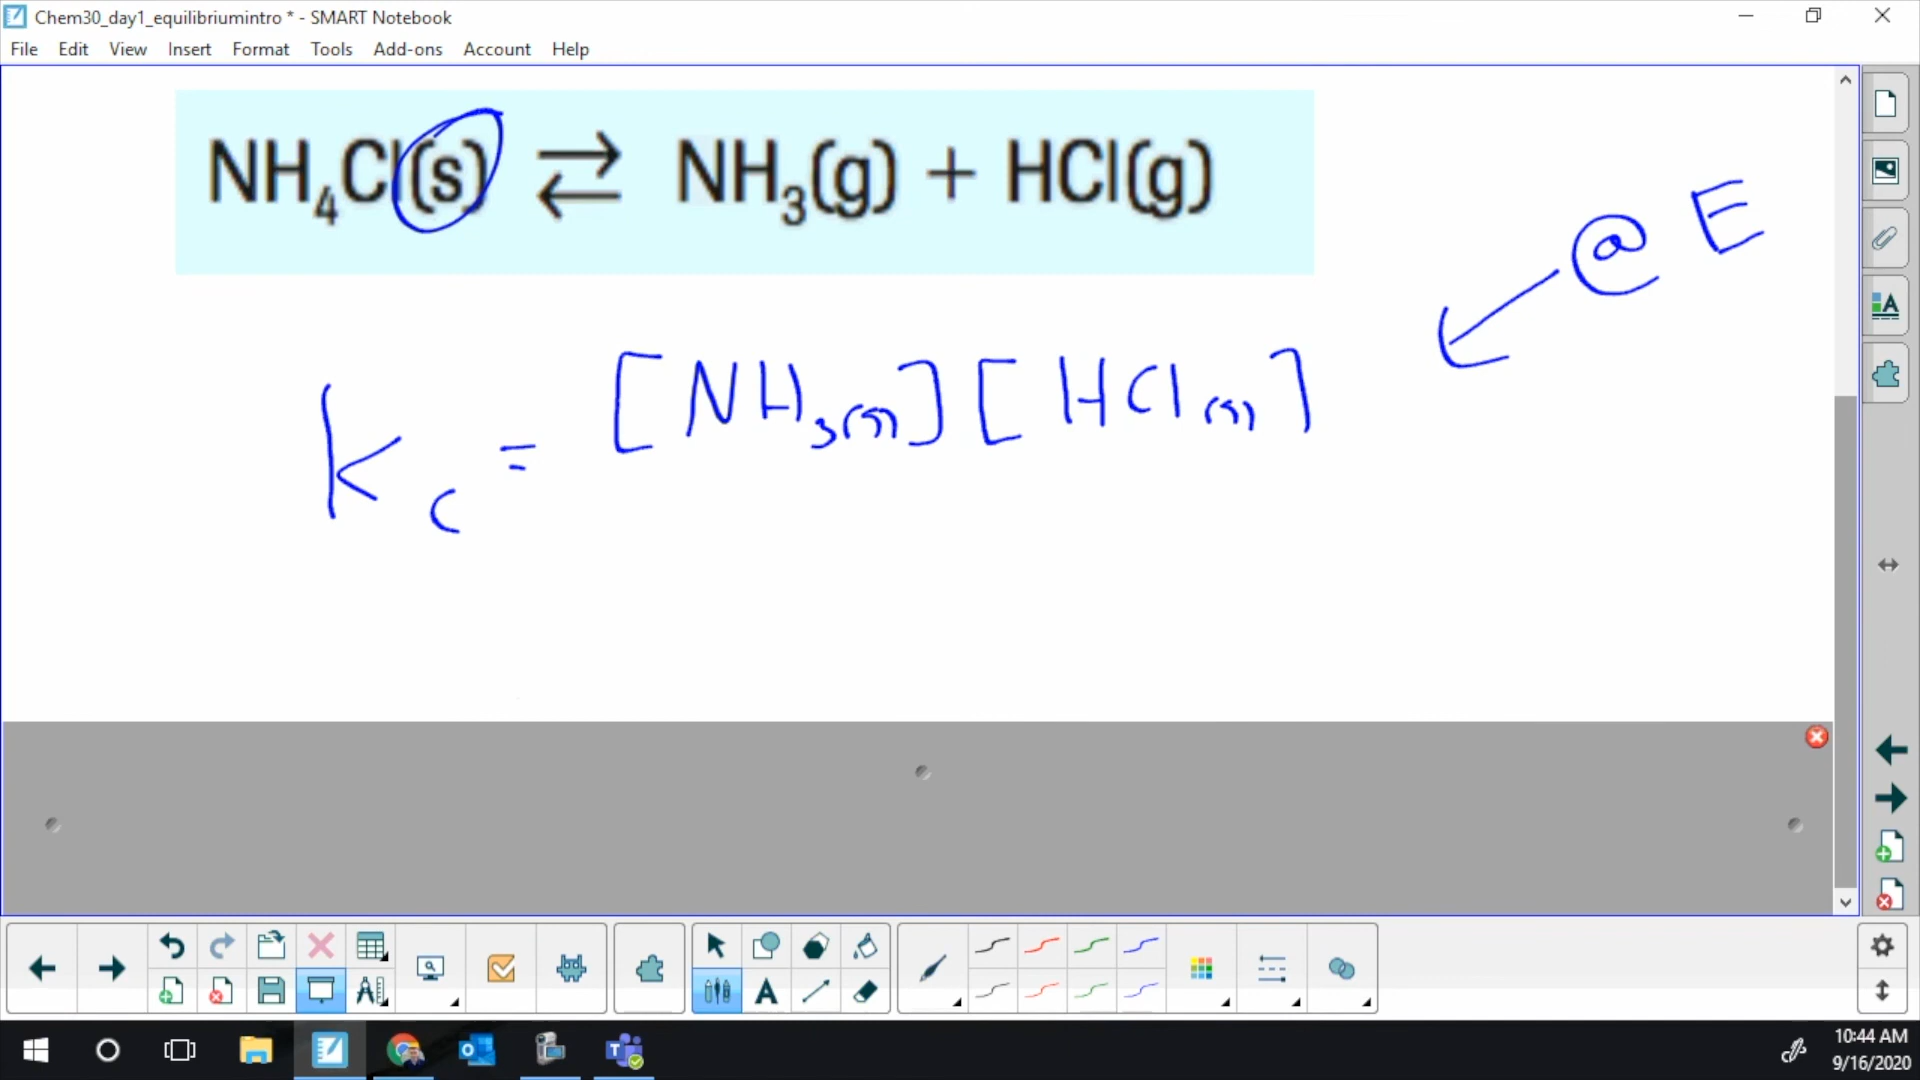 Chem30_day1_equilibriumintro * - SMART Notebook
File Edit View Insert Format Tools Add-ons Account Help
NH₄Cl(s) ⇄ NH₃(g) + HCl(g)
@ E
Kc = [NH₃(g)][HCl(g)]
10:44 AM
9/16/2020